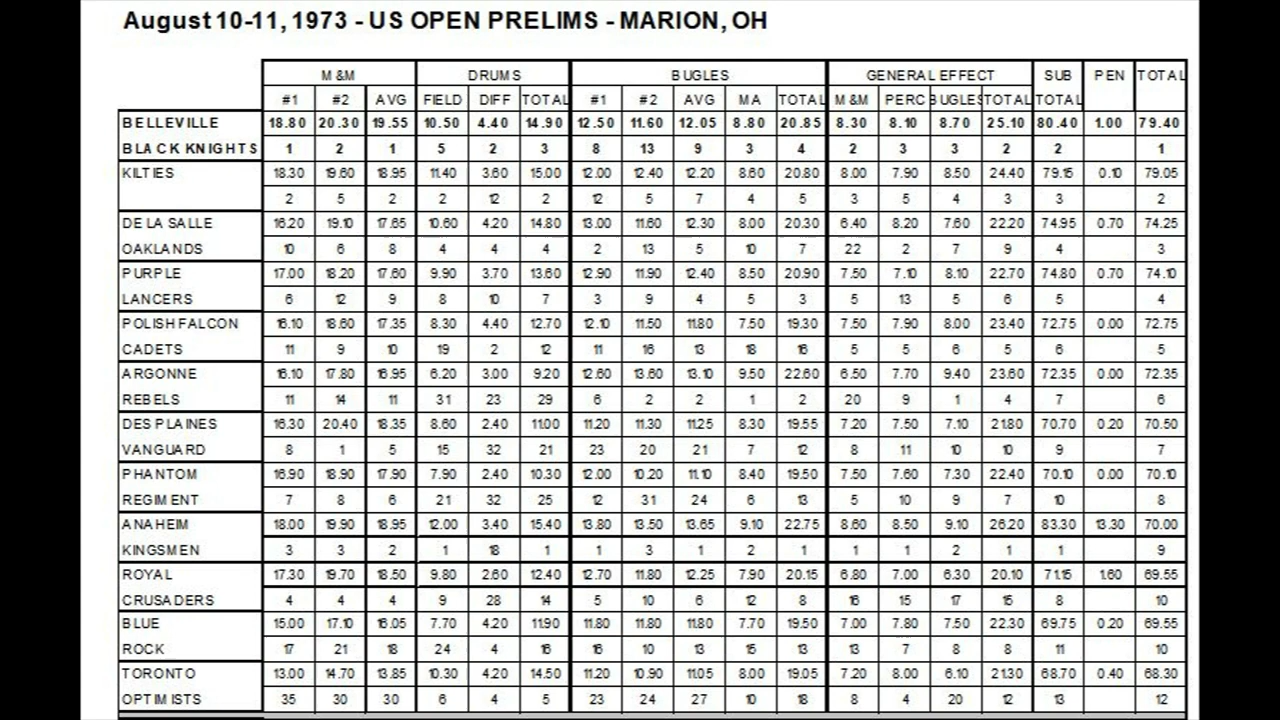 August 10-11, 1973 - US OPEN PRELIMS - MARION, OH
M&M DRUMS BUGLES GENERAL EFFECT SUB PEN TOTAL
#1 #2 AVG FIELD DIFF TOTAL #1 #2 AVG MA TOTAL M&M PERC BUGLES TOTAL TOTAL
BELLEVILLE 18.80 20.30 19.55 10.50 4.40 14.90 12.50 11.60 12.05 8.80 20.85 8.30 8.10 8.70 25.10 80.40 1.00 79.40
BLACK KNIGHTS 1 2 1 5 2 3 8 13 9 3 4 2 3 3 2 2 1
KILTIES 18.30 19.60 18.95 11.40 3.60 15.00 12.00 12.40 12.20 8.60 20.80 8.00 7.90 8.50 24.40 79.15 0.10 79.05
2 5 2 2 12 2 12 5 7 4 5 3 5 4 3 3 2
DE LA SALLE 16.20 19.10 17.65 10.60 4.20 14.80 13.00 11.60 12.30 8.00 20.30 6.40 8.20 7.60 22.20 74.95 0.70 74.25
OAKLANDS 10 6 8 4 4 4 2 13 5 10 7 22 2 7 9 4 3
PURPLE 17.00 18.20 17.60 9.90 3.70 13.60 12.90 11.90 12.40 8.50 20.90 7.50 7.10 8.10 22.70 74.80 0.70 74.10
LANCERS 6 12 9 8 10 7 3 9 4 5 3 5 13 5 6 5 4
POLISH FALCON 16.10 18.60 17.35 8.30 4.40 12.70 12.10 11.50 11.80 7.50 19.30 7.50 7.90 8.00 23.40 72.75 0.00 72.75
CADETS 11 9 10 19 2 12 11 16 13 18 16 5 5 6 5 6 5
ARGONNE 16.10 17.80 16.95 6.20 3.00 9.20 12.60 13.60 13.10 9.50 22.60 6.50 7.70 9.40 23.60 72.35 0.00 72.35
REBELS 11 14 11 31 23 29 6 2 2 1 2 20 9 1 4 7 6
DES PLAINES 16.30 20.40 18.35 8.60 2.40 11.00 11.20 11.30 11.25 8.30 19.55 7.20 7.50 7.10 21.80 70.70 0.20 70.50
VANGUARD 8 1 5 15 32 21 23 20 21 7 12 8 11 10 10 9 7
PHANTOM 16.90 18.90 17.90 7.90 2.40 10.30 12.00 10.20 11.10 8.40 19.50 7.50 7.60 7.30 22.40 70.10 0.00 70.10
REGIMENT 7 8 6 21 32 25 12 31 24 6 13 5 10 9 7 10 8
ANAHEIM 18.00 19.90 18.95 12.00 3.40 15.40 13.80 13.50 13.65 9.10 22.75 8.60 8.50 9.10 26.20 83.30 13.30 70.00
KINGSMEN 3 3 2 1 18 1 1 3 1 2 1 1 1 2 1 1 9
ROYAL 17.30 19.70 18.50 9.80 2.60 12.40 12.70 11.80 12.25 7.90 20.15 6.80 7.00 6.30 20.10 71.15 1.60 69.55
CRUSADERS 4 4 4 9 28 14 5 10 6 12 8 16 15 17 15 8 10
BLUE 15.00 17.10 16.05 7.70 4.20 11.90 11.80 11.80 11.80 7.70 19.50 7.00 7.80 7.50 22.30 69.75 0.20 69.55
ROCK 17 21 18 24 4 16 16 10 13 15 13 13 7 8 8 11 10
TORONTO 13.00 14.70 13.85 10.30 4.20 14.50 11.20 10.90 11.05 8.00 19.05 7.20 8.00 6.10 21.30 68.70 0.40 68.30
OPTIMISTS 35 30 30 6 4 5 23 24 27 10 18 8 4 20 12 13 12